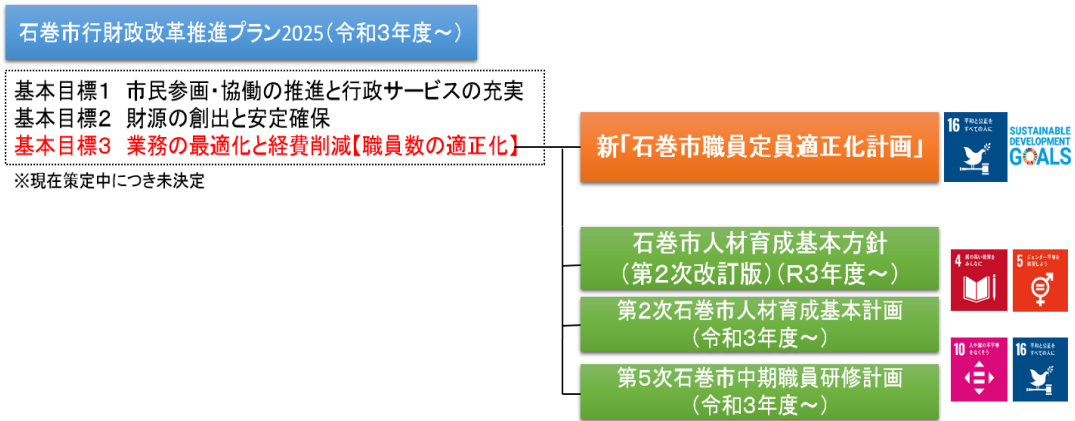 石巻市行財政改革推進プラン2025（令和３年度～）
基本目標１　市民参画・協働の推進と行政サービスの充実
基本目標２　財源の創出と安定確保
基本目標３　業務の最適化と経費削減【職員数の適正化】
※現在策定中につき未決定
新「石巻市職員定員適正化計画」
16 平和と公正を
すべての人に
SUSTAINABLE
DEVELOPMENT
GOALS
石巻市人材育成基本方針
（第２次改訂版）（Ｒ３年度～）
4 質の高い教育を
みんなに
5 ジェンダー平等を
実現しよう
第２次石巻市人材育成基本計画
（令和３年度～）
10 人や国の不平等
をなくそう
16 平和と公正を
すべての人に
第５次石巻市中期職員研修計画
（令和３年度～）